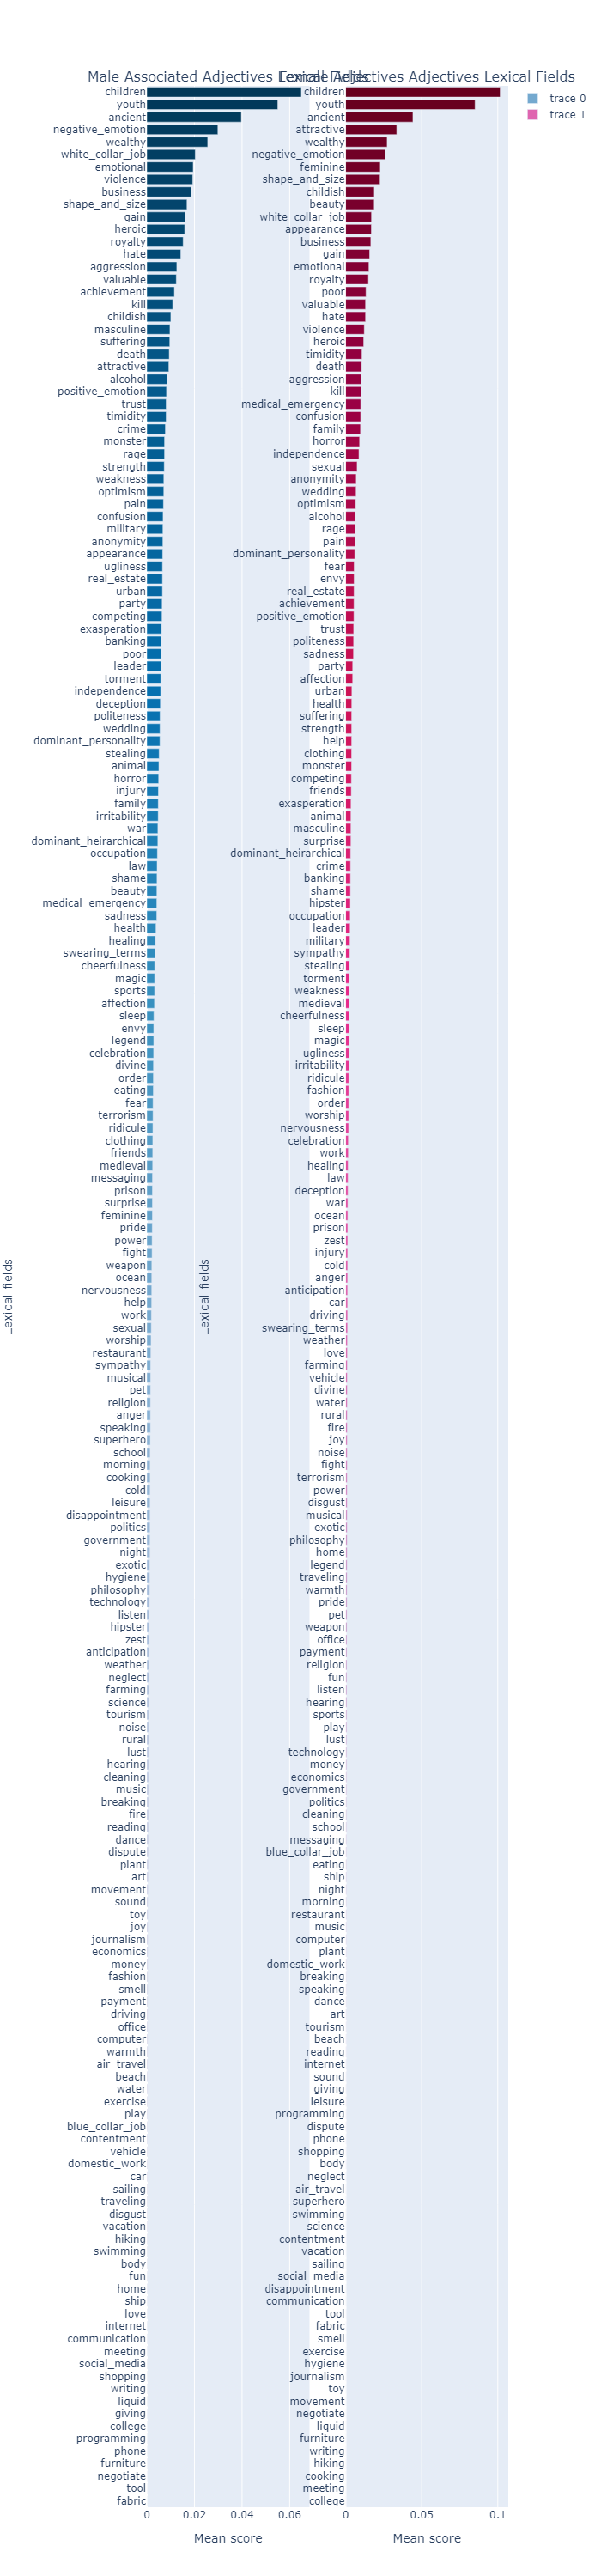 Male Associated Adjectives Lexical Fields
children
youth
ancient
negative_emotion
wealthy
white_collar_job
emotional
violence
business
shape_and_size
gain
heroic
royalty
hate
aggression
valuable
achievement
kill
childish
masculine
suffering
death
attractive
alcohol
positive_emotion
trust
timidity
crime
monster
rage
strength
weakness
optimism
pain
confusion
military
anonymity
appearance
ugliness
real_estate
urban
party
competing
exasperation
banking
poor
leader
torment
independence
deception
politeness
wedding
dominant_personality
stealing
animal
horror
injury
family
irritability
war
dominant_heirarchical
occupation
law
shame
beauty
medical_emergency
sadness
health
healing
swearing_terms
cheerfulness
magic
sports
affection
sleep
envy
legend
celebration
divine
order
eating
fear
terrorism
ridicule
clothing
friends
medieval
messaging
prison
surprise
feminine
pride
power
fight
weapon
ocean
nervousness
help
work
sexual
worship
restaurant
sympathy
musical
pet
religion
anger
speaking
superhero
school
morning
cooking
cold
leisure
disappointment
politics
government
night
exotic
hygiene
philosophy
technology
listen
hipster
zest
anticipation
weather
neglect
farming
science
tourism
noise
rural
lust
hearing
cleaning
music
breaking
fire
reading
dance
dispute
plant
art
movement
sound
toy
joy
journalism
economics
money
fashion
smell
payment
driving
office
computer
warmth
air_travel
beach
water
exercise
play
blue_collar_job
contentment
vehicle
domestic_work
car
sailing
traveling
disgust
vacation
hiking
swimming
body
fun
home
ship
love
internet
communication
meeting
social_media
shopping
writing
liquid
giving
college
programming
phone
furniture
negotiate
tool
fabric
0 0.02 0.04 0.06
Mean score
Lexical fields
Female Adjectives Adjectives Lexical Fields
children
youth
ancient
attractive
wealthy
negative_emotion
feminine
shape_and_size
childish
beauty
white_collar_job
appearance
business
gain
emotional
royalty
poor
valuable
hate
violence
heroic
timidity
death
aggression
kill
medical_emergency
confusion
family
horror
independence
sexual
anonymity
wedding
optimism
alcohol
rage
pain
dominant_personality
fear
envy
real_estate
achievement
positive_emotion
trust
politeness
sadness
party
affection
urban
health
suffering
strength
help
clothing
monster
competing
friends
exasperation
animal
masculine
surprise
dominant_heirarchical
crime
banking
shame
hipster
occupation
leader
military
sympathy
stealing
torment
weakness
medieval
cheerfulness
sleep
magic
ugliness
irritability
ridicule
fashion
order
worship
nervousness
celebration
work
healing
law
deception
war
ocean
prison
zest
injury
cold
anger
anticipation
car
driving
swearing_terms
weather
love
farming
vehicle
divine
water
rural
fire
joy
noise
fight
terrorism
power
disgust
musical
exotic
philosophy
home
legend
traveling
warmth
pride
pet
weapon
office
payment
religion
fun
listen
hearing
sports
play
lust
technology
money
economics
government
politics
cleaning
school
messaging
blue_collar_job
eating
ship
night
morning
restaurant
music
computer
plant
domestic_work
breaking
speaking
dance
art
tourism
beach
reading
internet
sound
giving
leisure
programming
dispute
phone
shopping
body
neglect
air_travel
superhero
swimming
science
contentment
vacation
sailing
social_media
disappointment
communication
tool
fabric
smell
exercise
hygiene
journalism
toy
movement
negotiate
liquid
furniture
writing
hiking
cooking
meeting
college
0 0.05 0.1
Mean score
Lexical fields
trace 0
trace 1